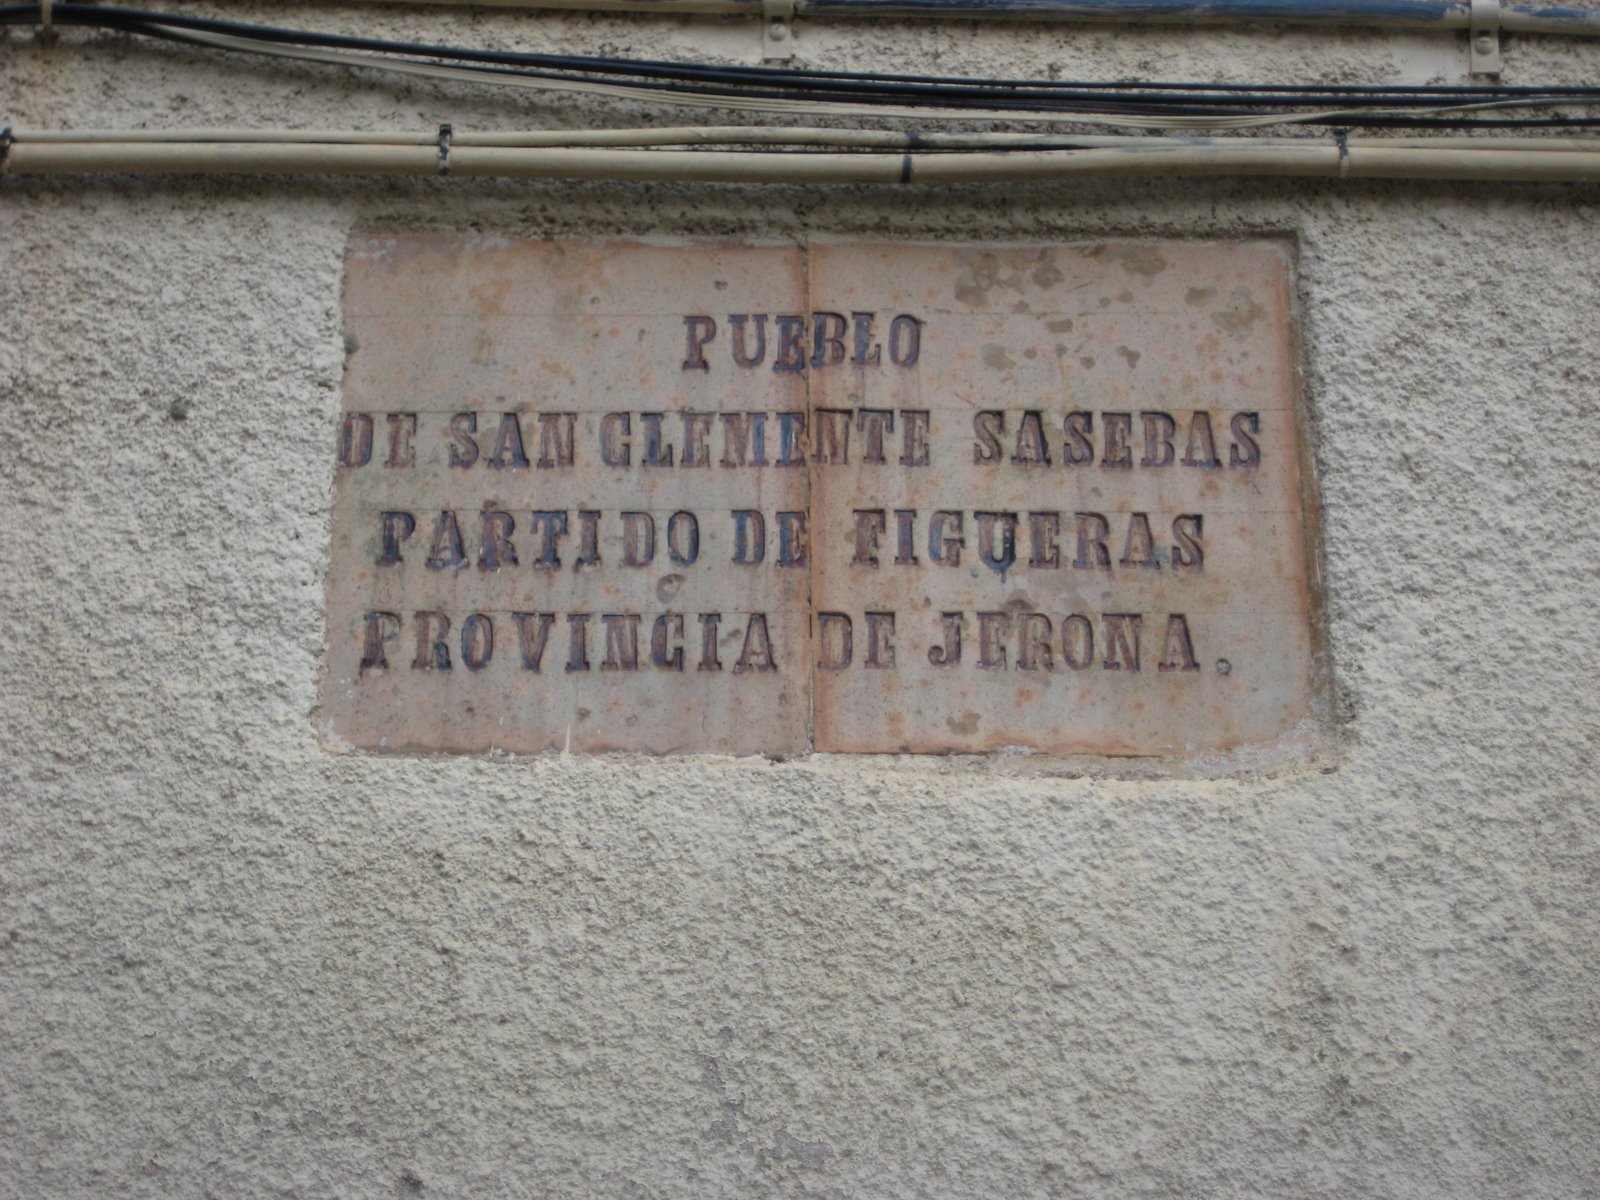 PUEBLO
DE SAN CLEMENTE SASEBAS
PARTIDO DE FIGUERAS
PROVINCIA DE JERONA.